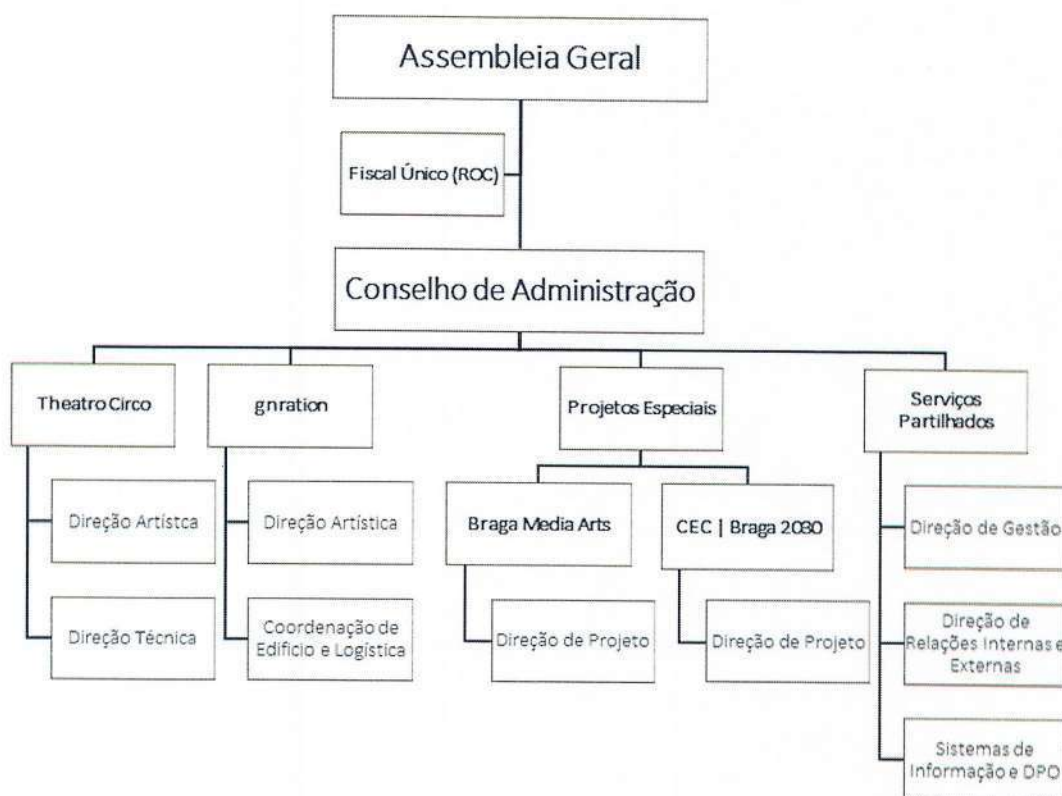 Assembleia Geral
Fiscal Único (ROC)
Conselho de Administração
Theatro Circo
gnration
Projetos Especiais
Serviços
Partilhados
Direção Artístca
Direção Artística
Braga Media Arts
CEC | Braga 2030
Direção de Gestão
Direção Técnica
Coordenação de
Edificio e Logística
Direção de Projeto
Direção de Projeto
Direção de
Relações Internas e
Externas
Sistemas de
Informação e DPO